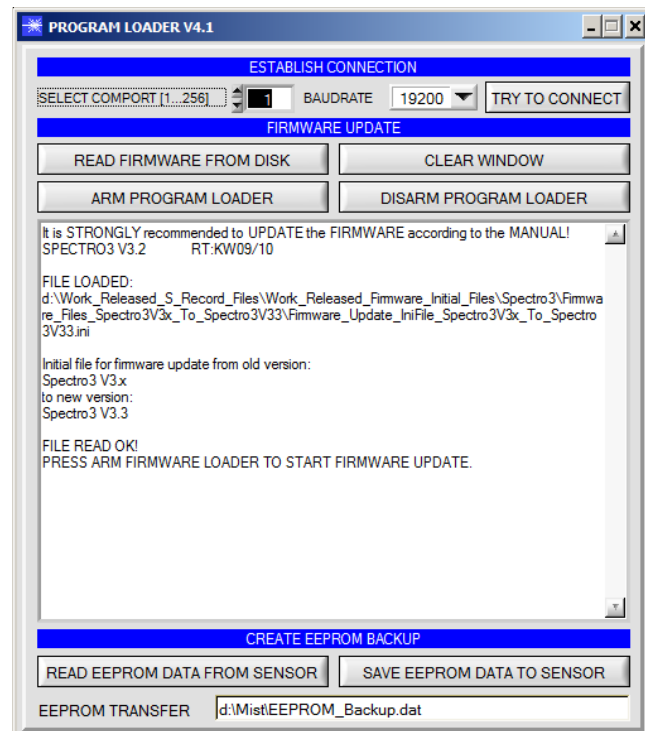 PROGRAM LOADER V4.1
ESTABLISH CONNECTION
SELECT COMPORT [1...256] 1 BAUDRATE 19200 TRY TO CONNECT
FIRMWARE UPDATE
READ FIRMWARE FROM DISK CLEAR WINDOW
ARM PROGRAM LOADER DISARM PROGRAM LOADER
It is STRONGLY recommended to UPDATE the FIRMWARE according to the MANUAL!
SPECTRO3 V3.2 RT:KW09/10
FILE LOADED:
d:\Work_Released_S_Record_Files\Work_Released_Firmware_Initial_Files\Spectro3\Firmwa
re_Files_Spectro3V3x_To_Spectro3V33\Firmware_Update_IniFile_Spectro3V3x_To_Spectro
3V33.ini
Initial file for firmware update from old version:
Spectro3 V3.x
to new version:
Spectro3 V3.3
FILE READ OK!
PRESS ARM FIRMWARE LOADER TO START FIRMWARE UPDATE.
CREATE EEPROM BACKUP
READ EEPROM DATA FROM SENSOR SAVE EEPROM DATA TO SENSOR
EEPROM TRANSFER d:\Mist\EEPROM_Backup.dat